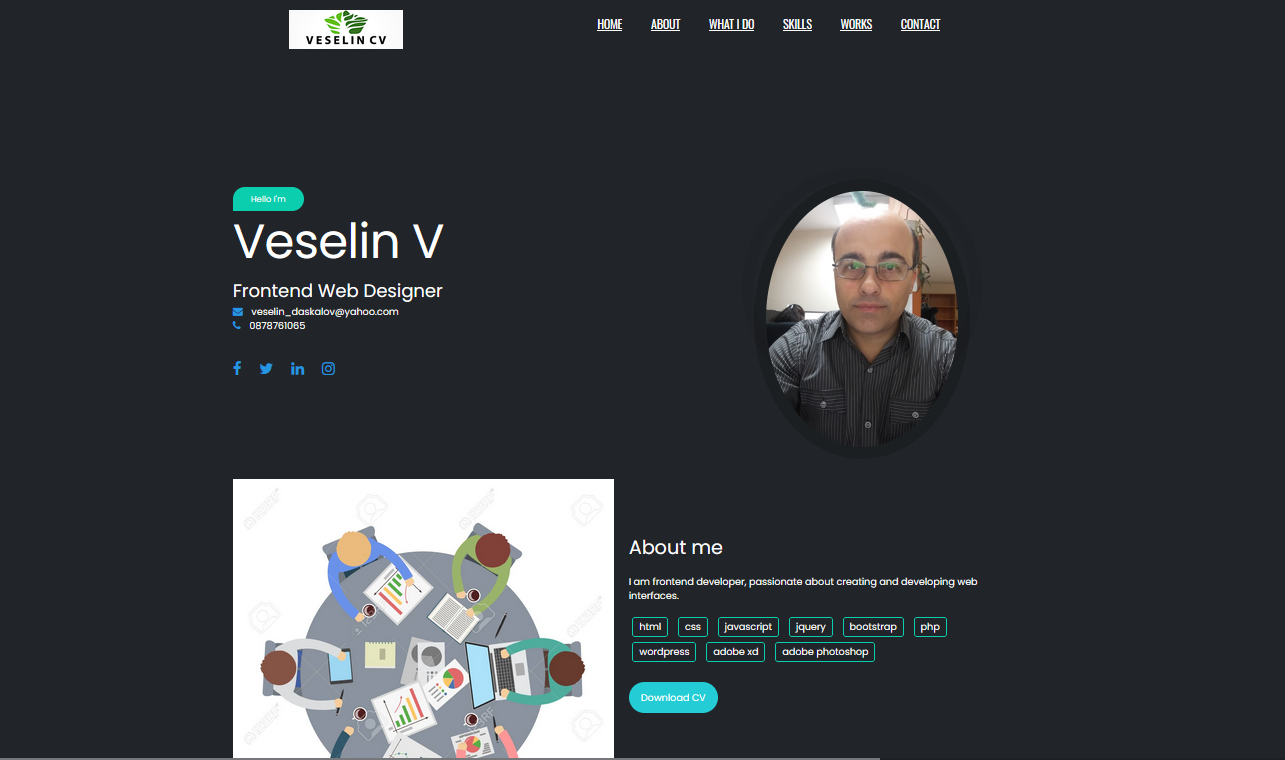 VESELIN CV
HOME ABOUT WHAT I DO SKILLS WORKS CONTACT
Hello I'm
Veselin V
Frontend Web Designer
veselin_daskalov@yahoo.com
0878761065
About me
I am frontend developer, passionate about creating and developing web
interfaces.
html css javascript jquery bootstrap php
wordpress adobe xd adobe photoshop
Download CV